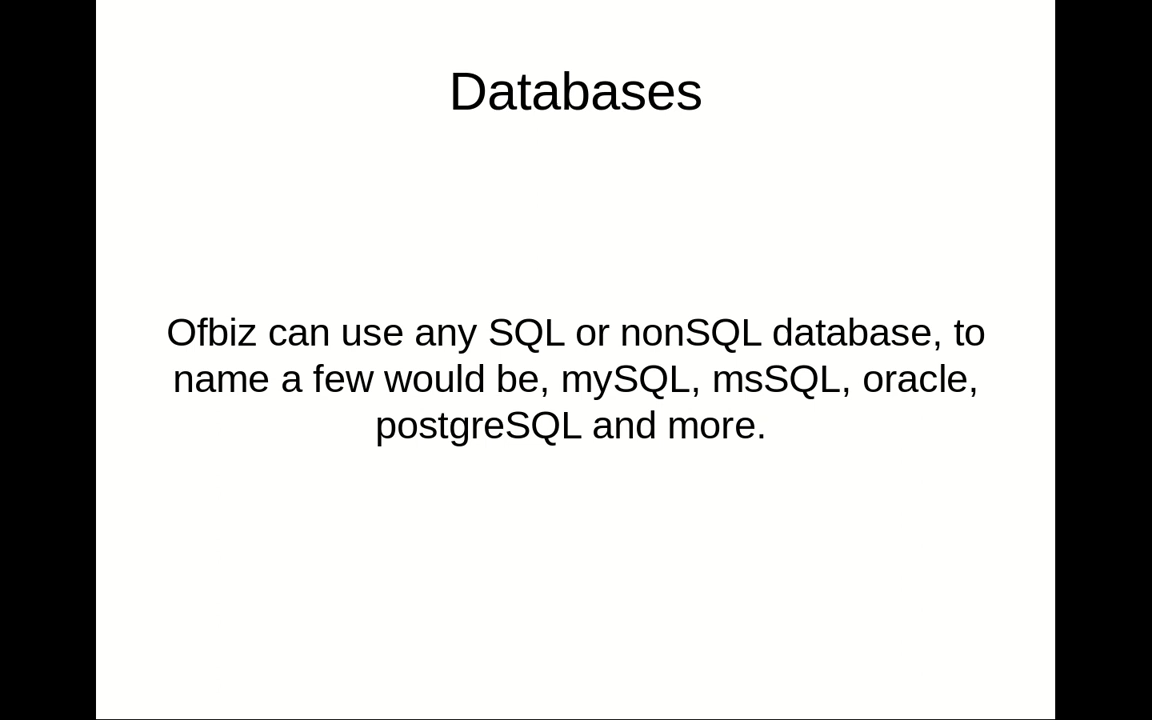 Databases
Ofbiz can use any SQL or nonSQL database, to
name a few would be, mySQL, msSQL, oracle,
postgreSQL and more.